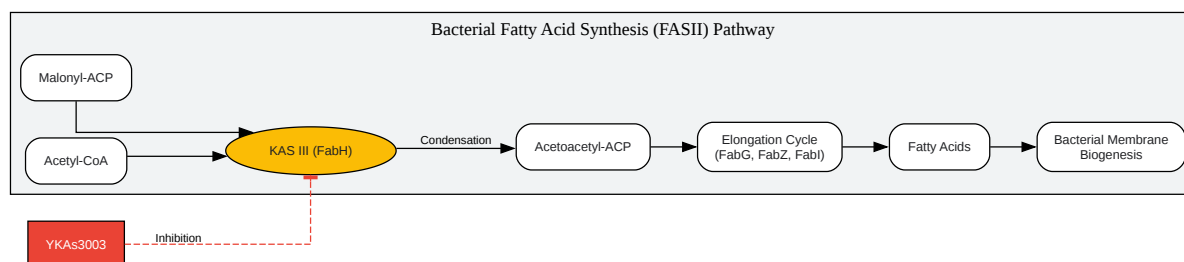 Bacterial Fatty Acid Synthesis (FASII) Pathway
Malonyl-ACP
Acetyl-CoA
KAS III (FabH)
Condensation
Acetoacetyl-ACP
Elongation Cycle
(FabG, FabZ, FabI)
Fatty Acids
Bacterial Membrane
Biogenesis
YKAs3003
Inhibition